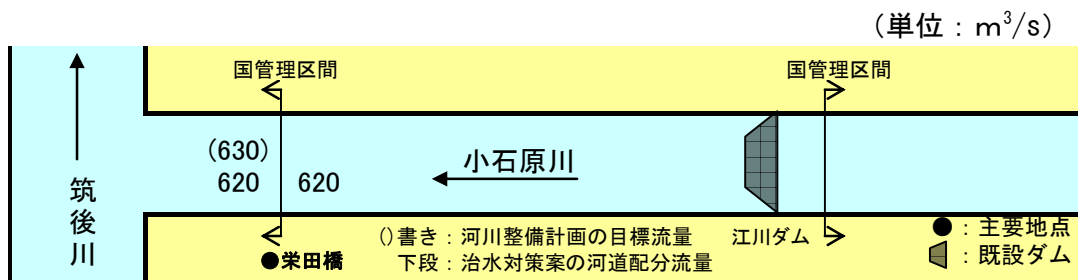 (単位:m³/s)
国管理区間
国管理区間
(630)
620
620
小石原川
筑後川
()書き:河川整備計画の目標流量
下段:治水対策案の河道配分流量
江川ダム
●栄田橋
●:主要地点
:既設ダム